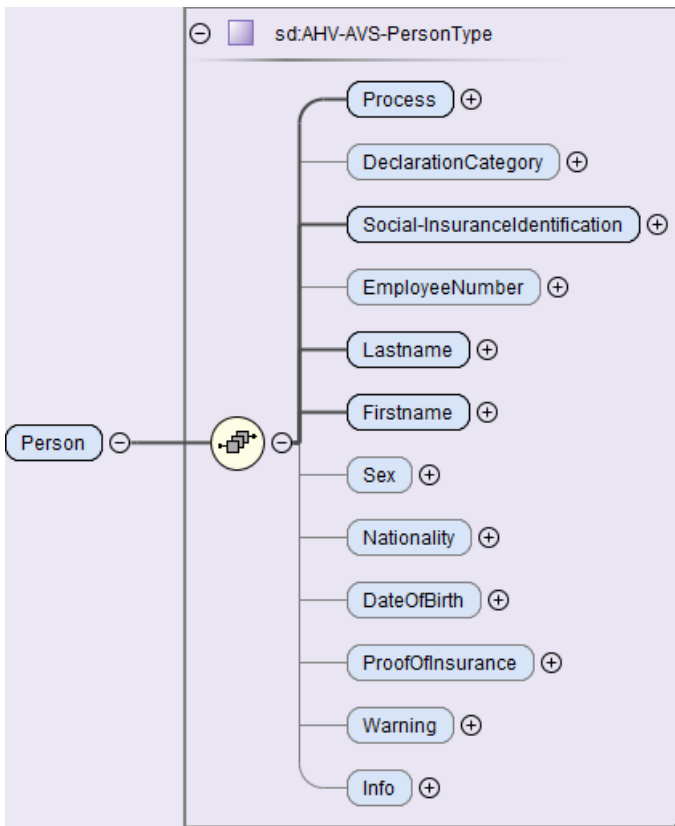 sd:AHV-AVS-PersonType
Process
DeclarationCategory
Social-InsuranceIdentification
EmployeeNumber
Lastname
Firstname
Person
Sex
Nationality
DateOfBirth
ProofOfInsurance
Warning
Info